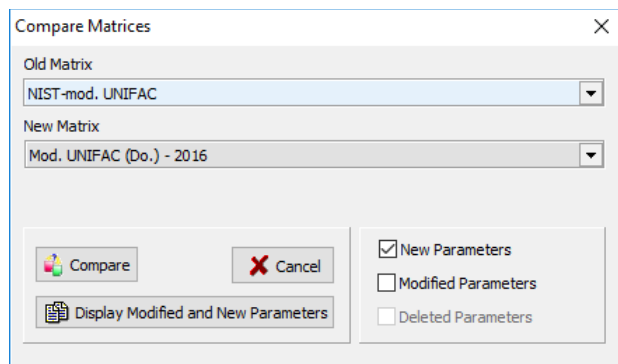 Compare Matrices
Old Matrix
NIST-mod. UNIFAC
New Matrix
Mod. UNIFAC (Do.) - 2016
Compare
Cancel
Display Modified and New Parameters
New Parameters
Modified Parameters
Deleted Parameters